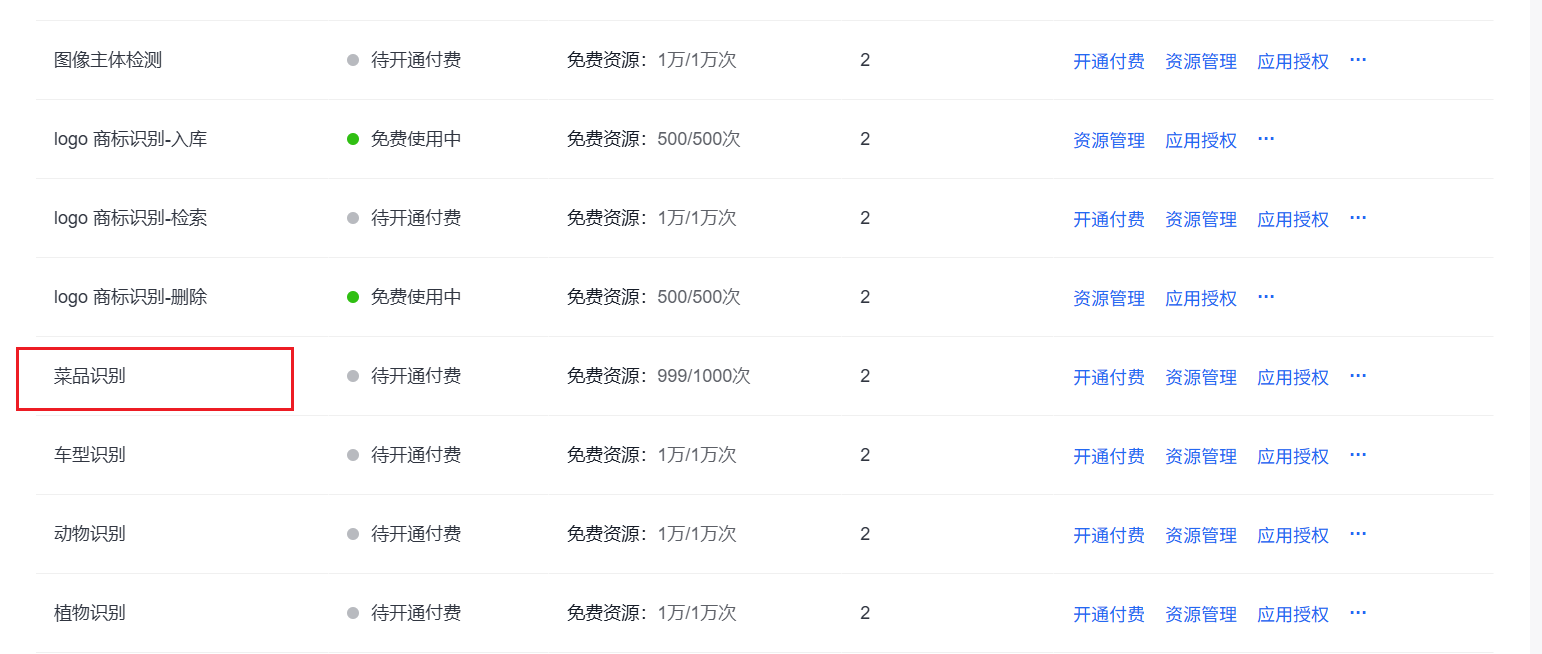 图像主体检测 待开通付费 免费资源：1万/1万次 2 开通付费 资源管理 应用授权 ···
logo 商标识别-入库 免费使用中 免费资源：500/500次 2 资源管理 应用授权 ···
logo 商标识别-检索 待开通付费 免费资源：1万/1万次 2 开通付费 资源管理 应用授权 ···
logo 商标识别-删除 免费使用中 免费资源：500/500次 2 资源管理 应用授权 ···
菜品识别 待开通付费 免费资源：999/1000次 2 开通付费 资源管理 应用授权 ···
车型识别 待开通付费 免费资源：1万/1万次 2 开通付费 资源管理 应用授权 ···
动物识别 待开通付费 免费资源：1万/1万次 2 开通付费 资源管理 应用授权 ···
植物识别 待开通付费 免费资源：1万/1万次 2 开通付费 资源管理 应用授权 ···